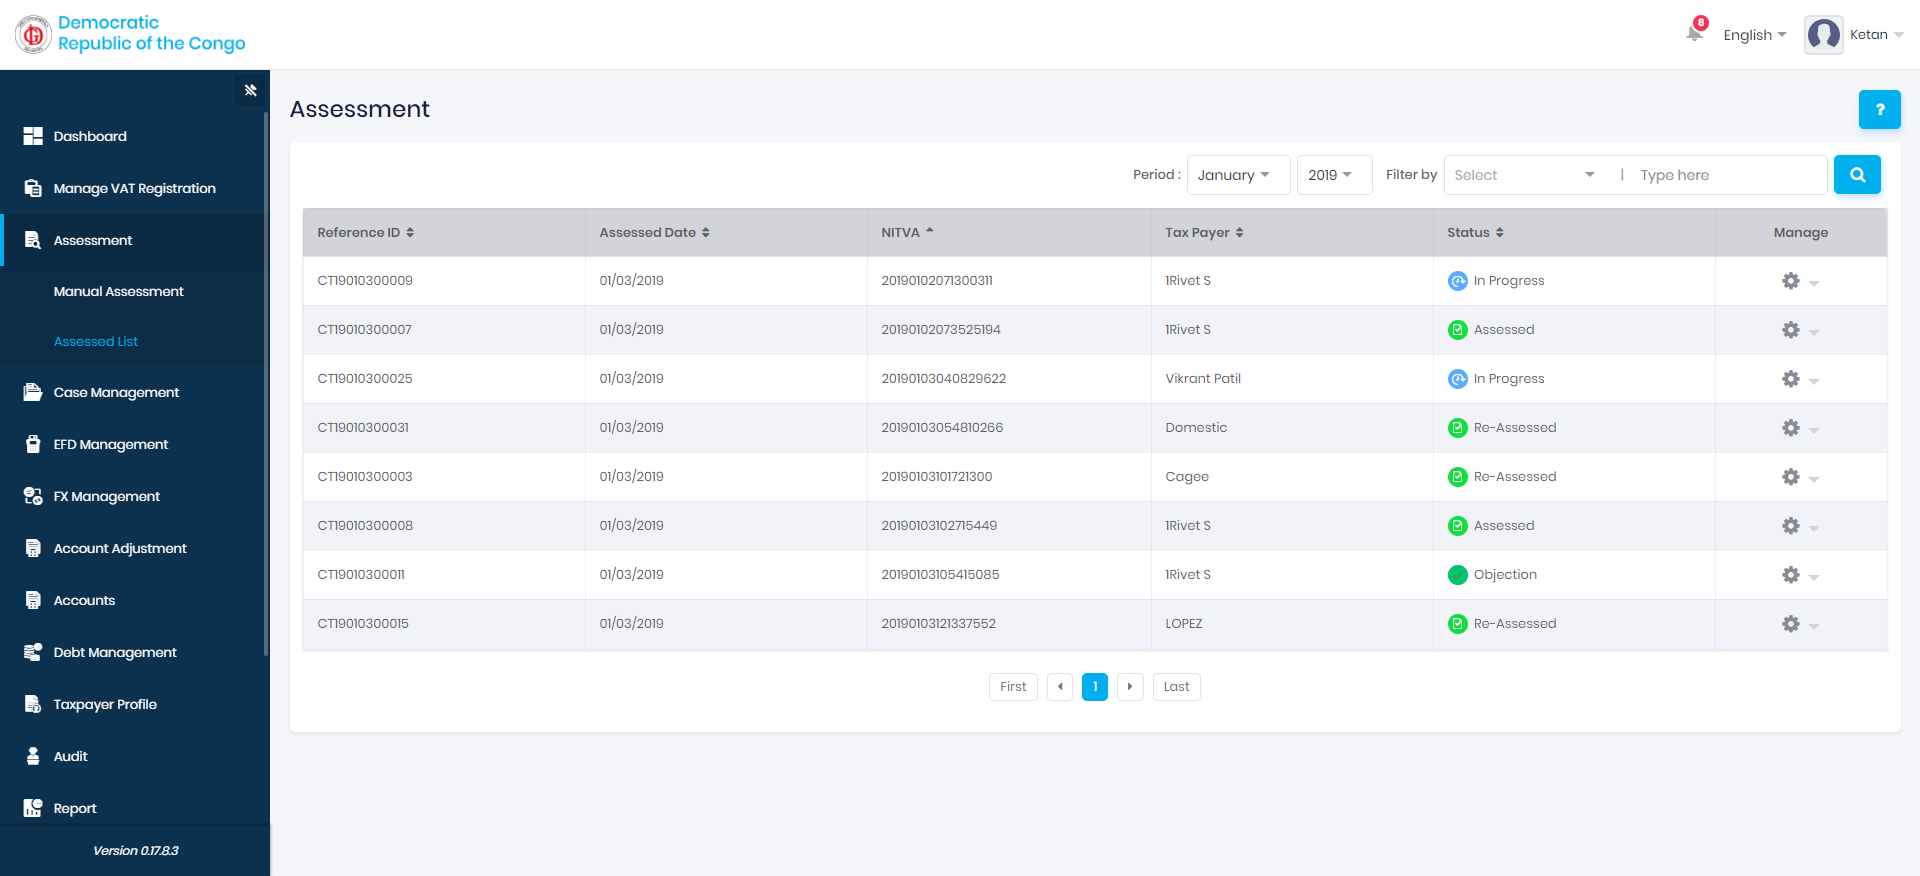 Democratic
Republic of the Congo
8
English
Ketan
Dashboard
Manage VAT Registration
Assessment
Manual Assessment
Assessed List
Case Management
EFD Management
FX Management
Account Adjustment
Accounts
Debt Management
Taxpayer Profile
Audit
Report
Version 0.17.8.3
Assessment
?
Period : January 2019 Filter by Select | Type here
Reference ID Assessed Date NITVA Tax Payer Status Manage
CT19010300009 01/03/2019 20190102071300311 1Rivet S In Progress
CT19010300007 01/03/2019 20190102073525194 1Rivet S Assessed
CT19010300025 01/03/2019 20190103040829622 Vikrant Patil In Progress
CT19010300031 01/03/2019 20190103054810266 Domestic Re-Assessed
CT19010300003 01/03/2019 20190103101721300 Cagee Re-Assessed
CT19010300008 01/03/2019 20190103102715449 1Rivet S Assessed
CT19010300011 01/03/2019 20190103105415085 1Rivet S Objection
CT19010300015 01/03/2019 20190103121337552 LOPEZ Re-Assessed
First 1 Last